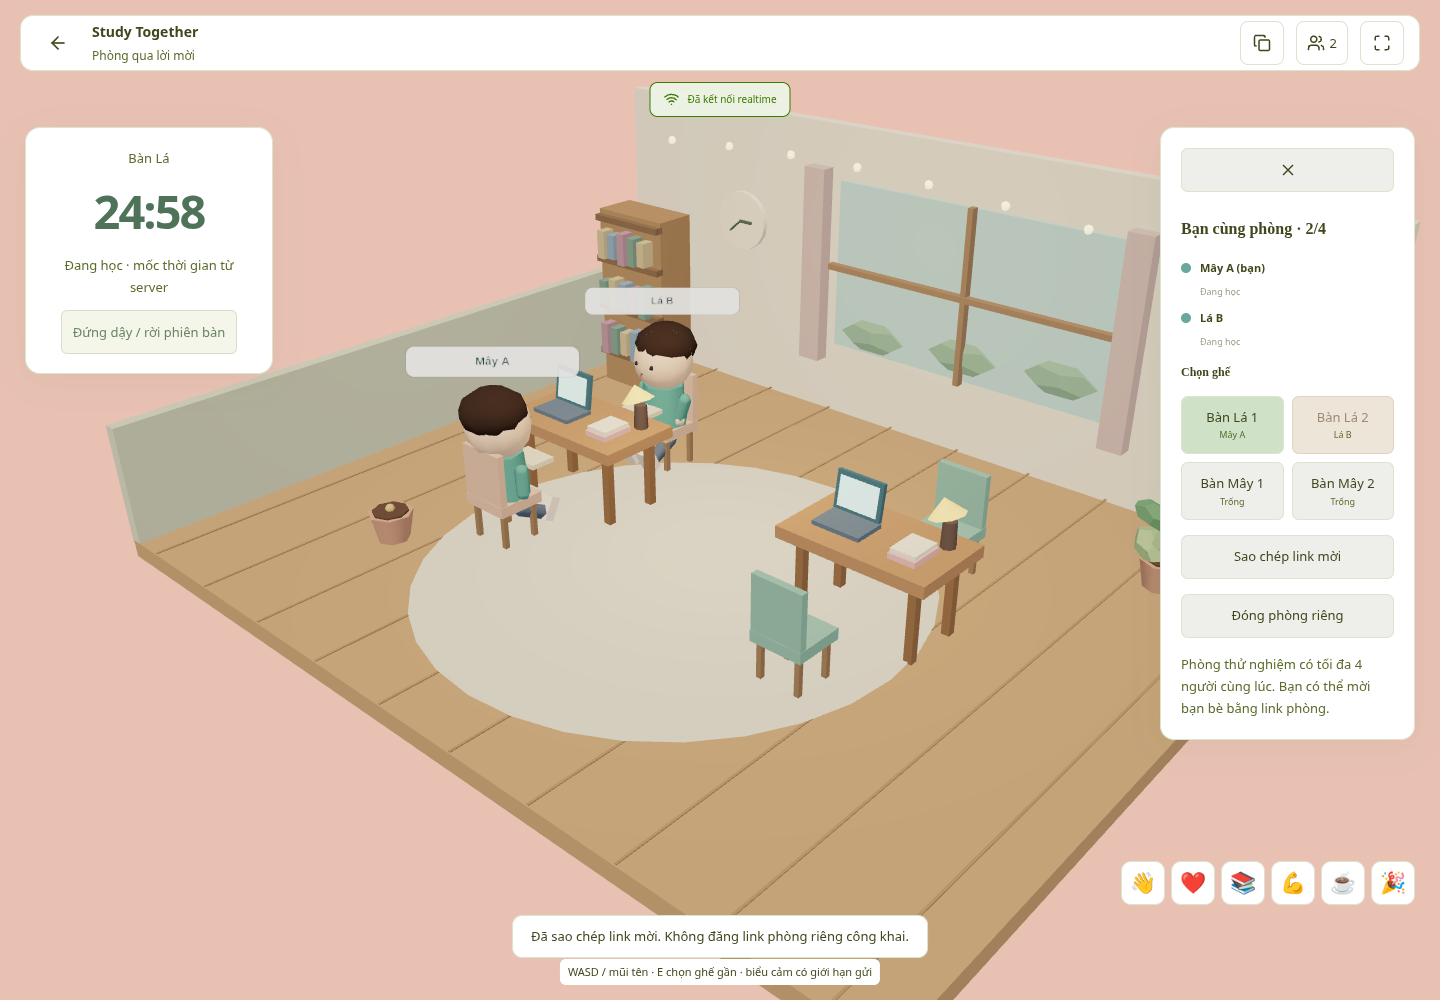 Study Together
Phòng qua lời mời
2
Đã kết nối realtime
Bàn Lá
24:58
Đang học · mốc thời gian từ
server
Đứng dậy / rời phiên bàn
Lá B
Mây A
Bạn cùng phòng · 2/4
Mây A (bạn)
Đang học
Lá B
Đang học
Chọn ghế
Bàn Lá 1
Mây A
Bàn Lá 2
Lá B
Bàn Mây 1
Trống
Bàn Mây 2
Trống
Sao chép link mời
Đóng phòng riêng
Phòng thử nghiệm có tối đa 4
người cùng lúc. Bạn có thể mời
bạn bè bằng link phòng.
Đã sao chép link mời. Không đăng link phòng riêng công khai.
WASD / mũi tên · E chọn ghế gần · biểu cảm có giới hạn gửi